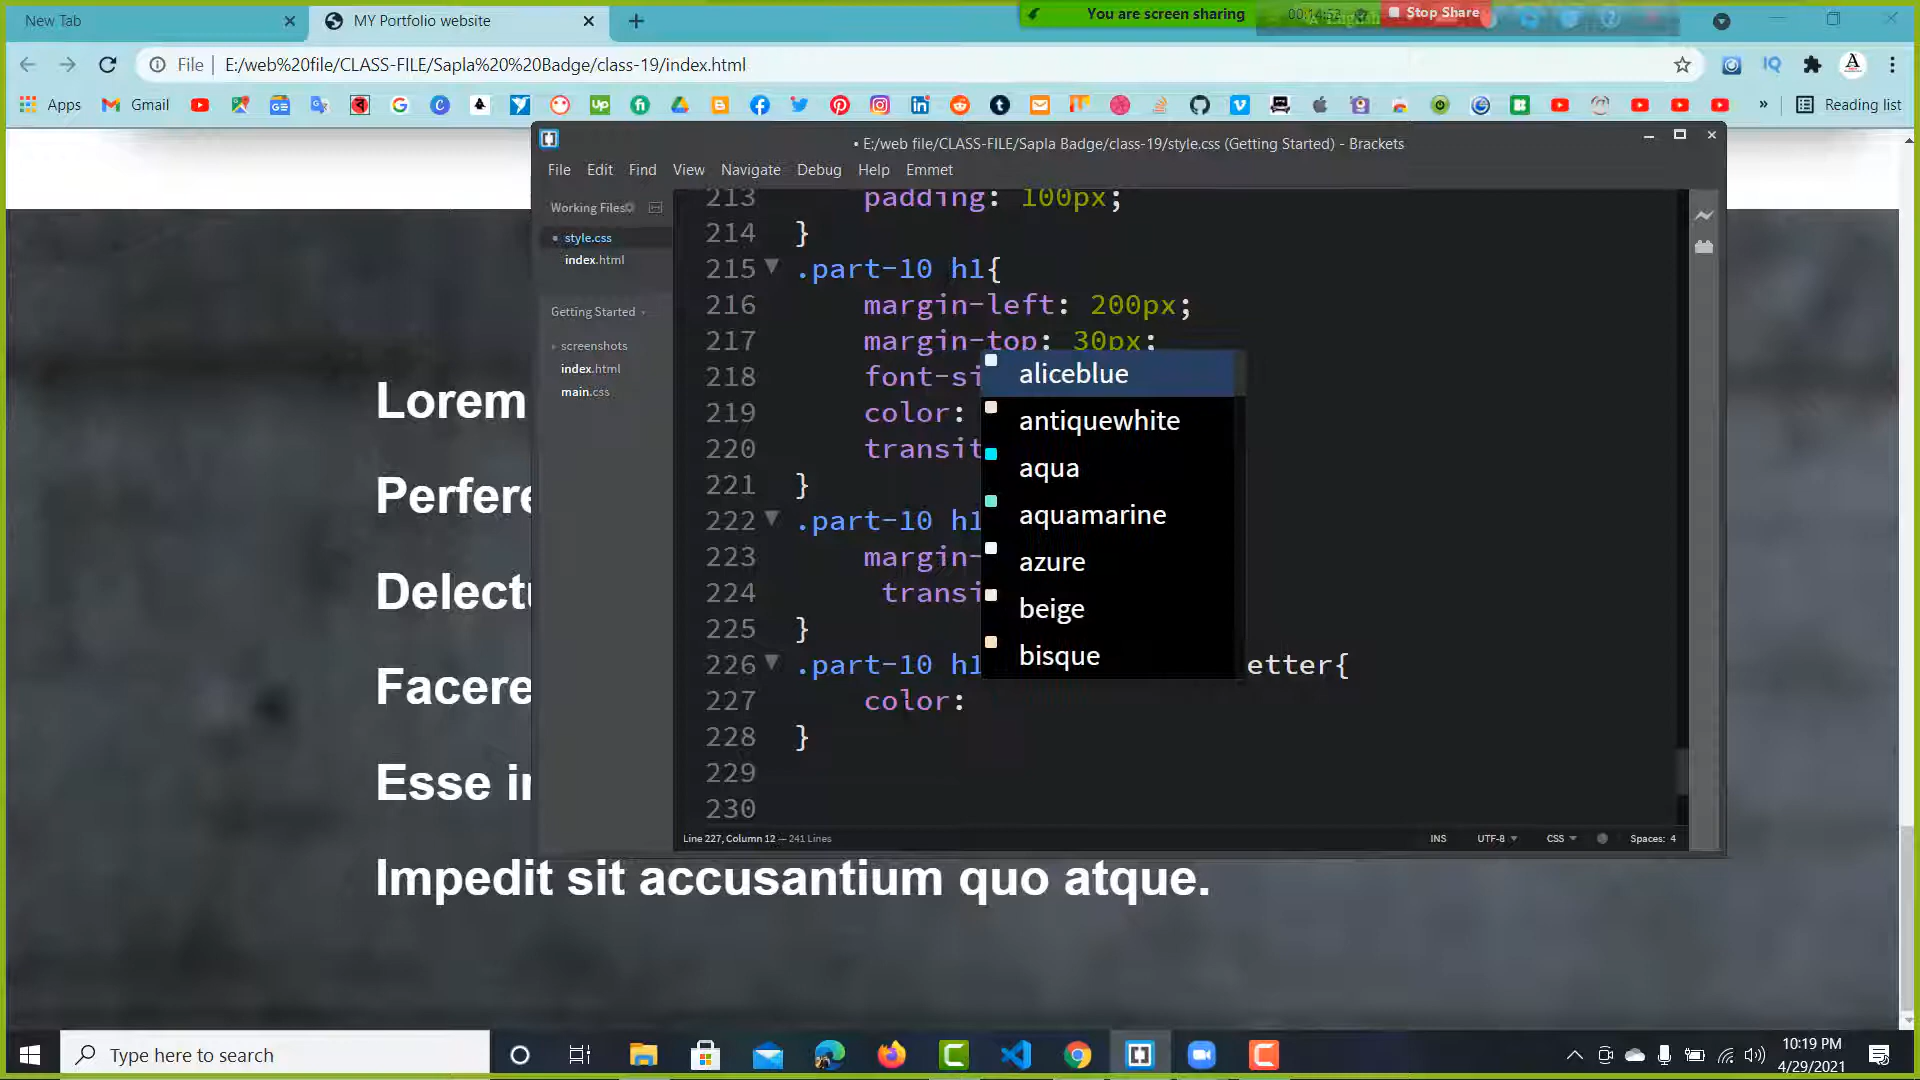 New Tab
MY Portfolio website
You are screen sharing
Stop Share
File
E:/web%20file/CLASS-FILE/Sapla%20%20Badge/class-19/index.html
Apps
Gmail
Reading list
• E:/web file/CLASS-FILE/Sapla Badge/class-19/style.css (Getting Started) - Brackets
File Edit Find View Navigate Debug Help Emmet
Working Files
style.css
index.html
Getting Started
screenshots
index.html
main.css
213 padding: 100px;
214 }
215 .part-10 h1{
216 margin-left: 200px;
217 margin-top: 30px;
218 font-si
219 color:
220 transit
221 }
222 .part-10 h1
223 margin-
224 transi
225 }
226 .part-10 h1 etter{
227 color:
228 }
229
230
aliceblue
antiquewhite
aqua
aquamarine
azure
beige
bisque
Line 227, Column 12 — 241 Lines
INS
UTF-8
CSS
Spaces: 4
Lorem
Perfere
Delectu
Facere
Esse in
Impedit sit accusantium quo atque.
Type here to search
10:19 PM
4/29/2021